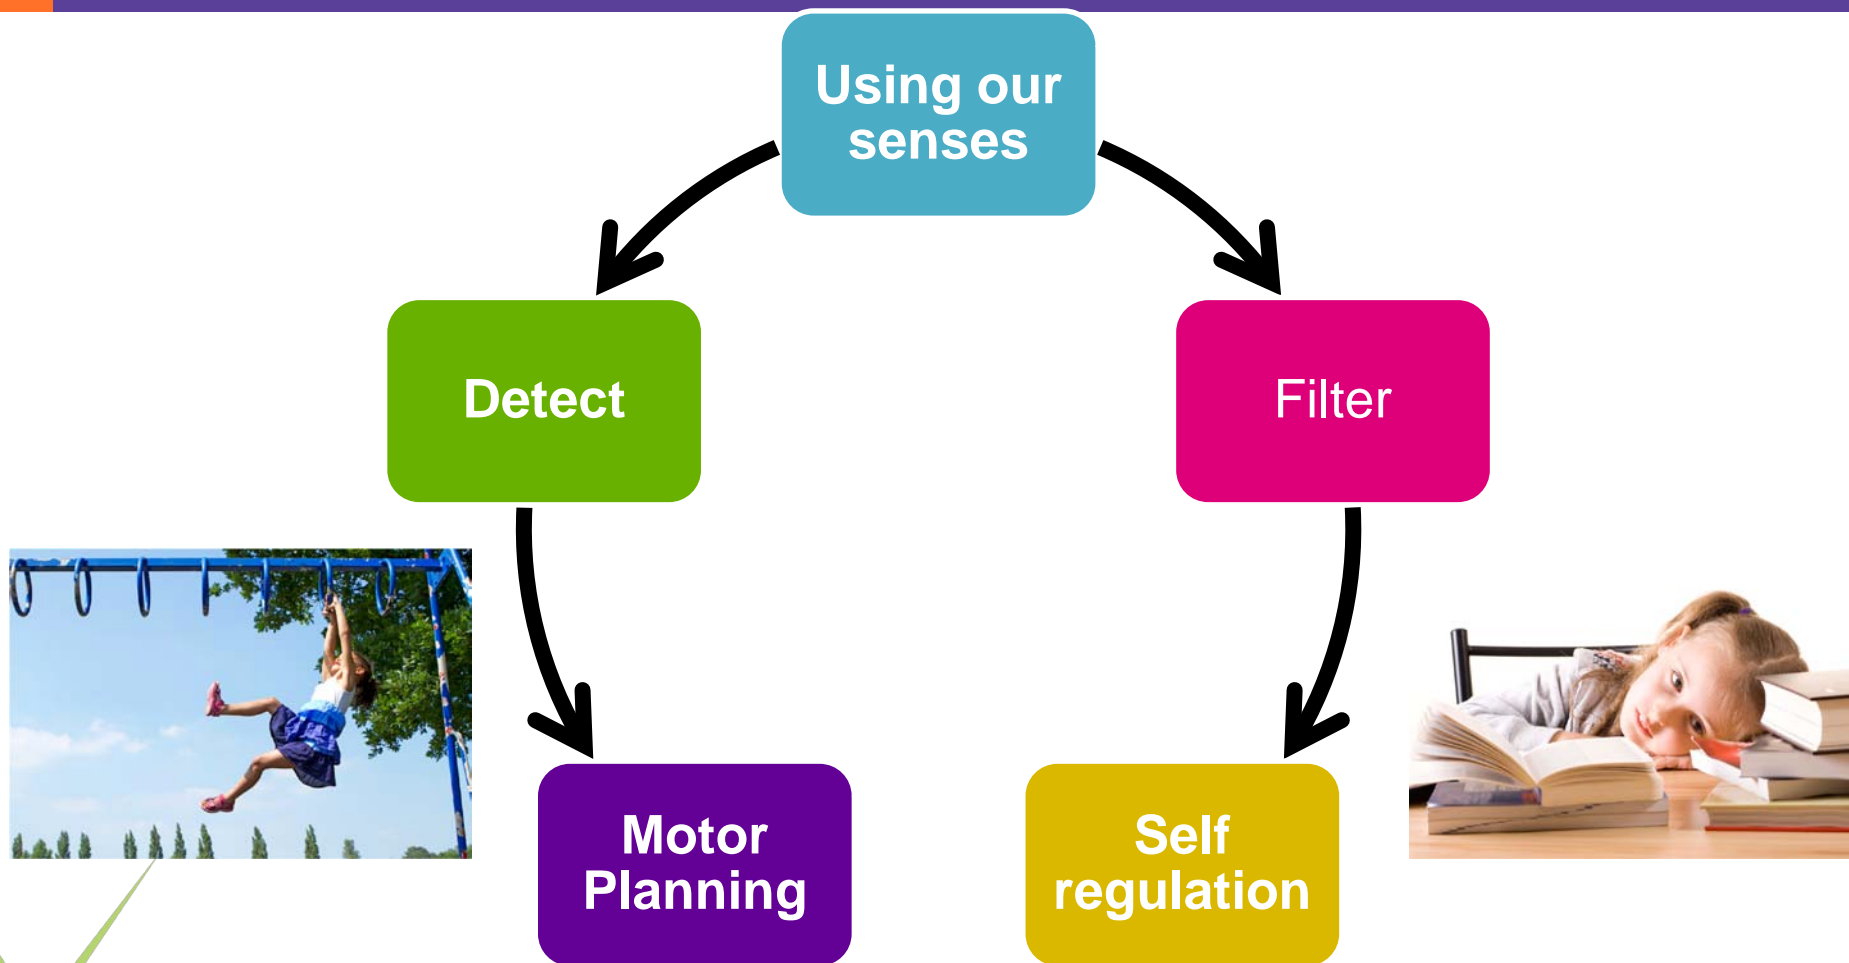 Using our
senses
Detect
Filter
Motor
Planning
Self
regulation